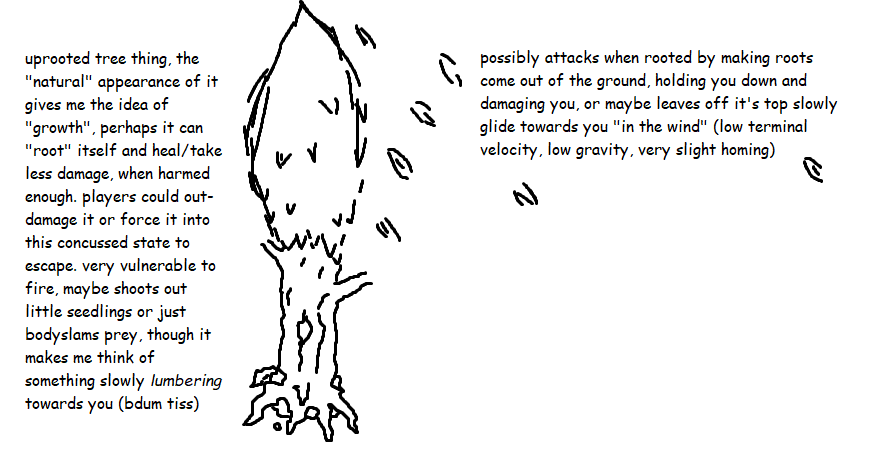 uprooted tree thing, the
"natural" appearance of it
gives me the idea of
"growth", perhaps it can
"root" itself and heal/take
less damage, when harmed
enough. players could out-
damage it or force it into
this concussed state to
escape. very vulnerable to
fire, maybe shoots out
little seedlings or just
bodyslams prey, though it
makes me think of
something slowly lumbering
towards you (bdum tiss)
possibly attacks when rooted by making roots
come out of the ground, holding you down and
damaging you, or maybe leaves off it's top slowly
glide towards you "in the wind" (low terminal
velocity, low gravity, very slight homing)